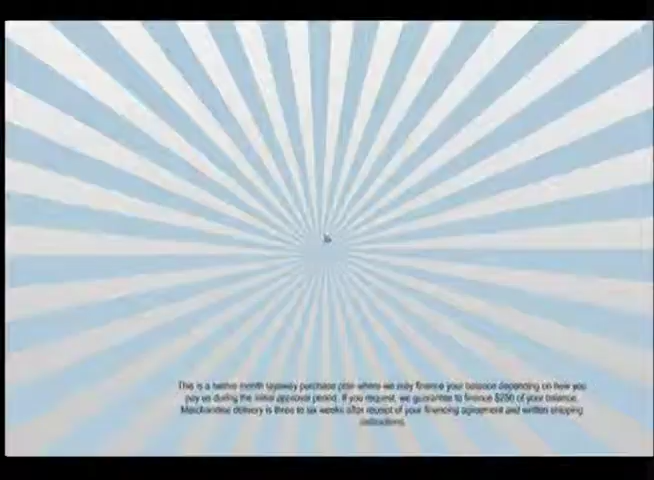 This is a twelve month layaway purchase plan where we may finance your balance depending on how you
pay us during the initial approval period. If you request, we guarantee to finance $250 of your balance.
Merchandise delivery is three to six weeks after receipt of your financing agreement and written shipping
instructions.